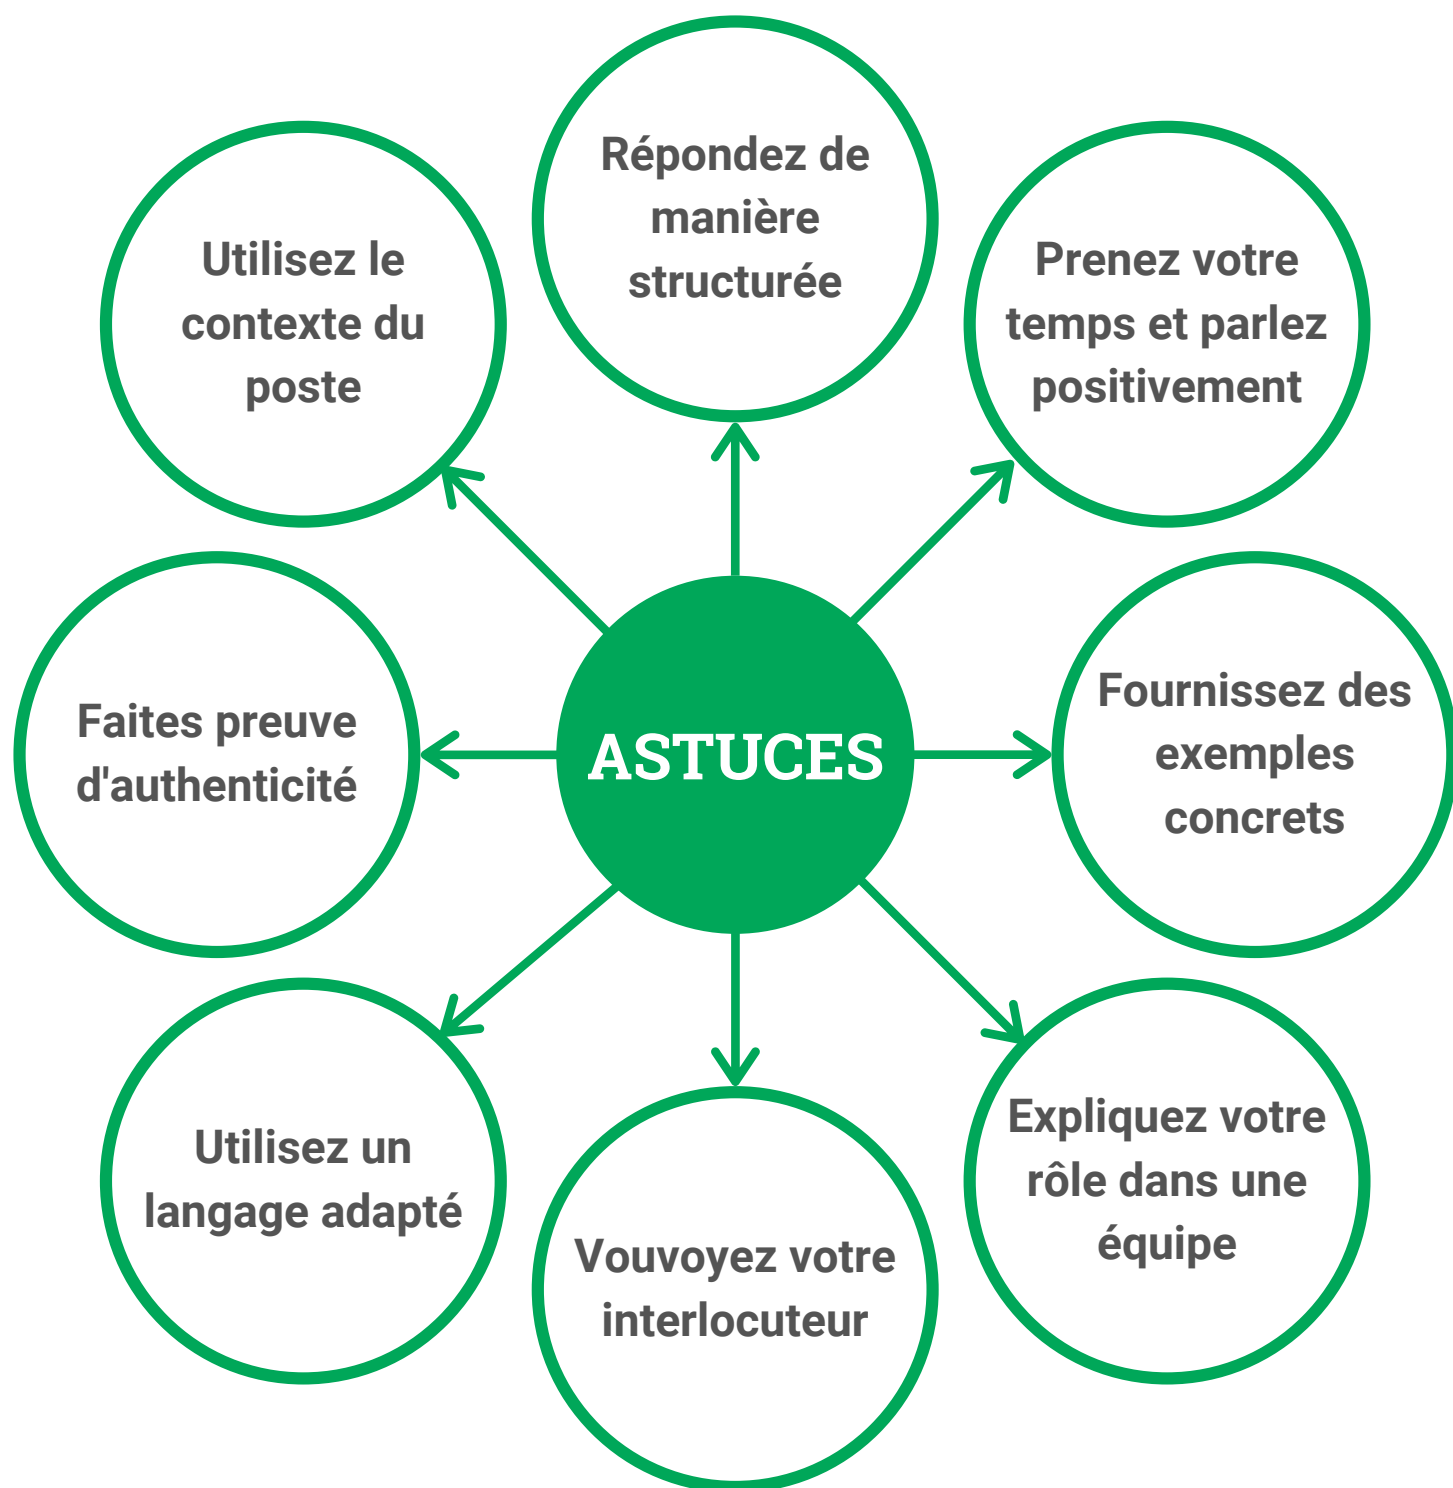 Répondez de
manière
structurée
Utilisez le
contexte du
poste
Prenez votre
temps et parlez
positivement
Faites preuve
d'authenticité
ASTUCES
Fournissez des
exemples
concrets
Utilisez un
langage adapté
Vouvoyez votre
interlocuteur
Expliquez votre
rôle dans une
équipe